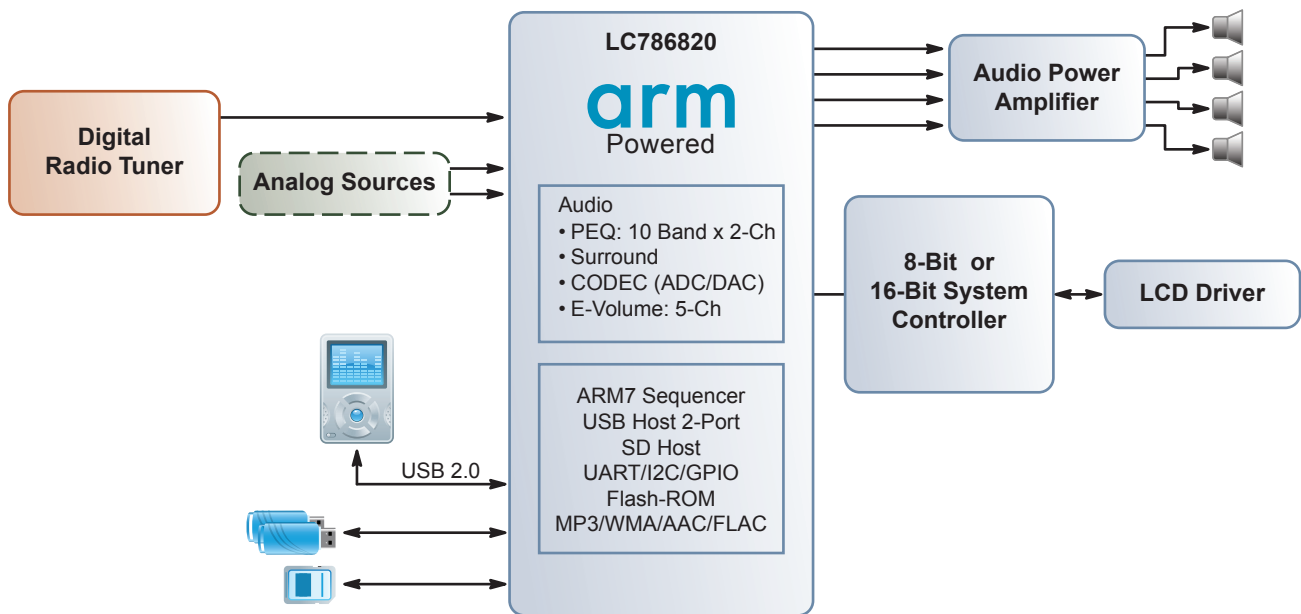 LC786820
arm
Powered
Digital
Radio Tuner
Analog Sources
Audio
• PEQ: 10 Band x 2-Ch
• Surround
• CODEC (ADC/DAC)
• E-Volume: 5-Ch
ARM7 Sequencer
USB Host 2-Port
SD Host
UART/I2C/GPIO
Flash-ROM
MP3/WMA/AAC/FLAC
USB 2.0
Audio Power
Amplifier
8-Bit or
16-Bit System
Controller
LCD Driver